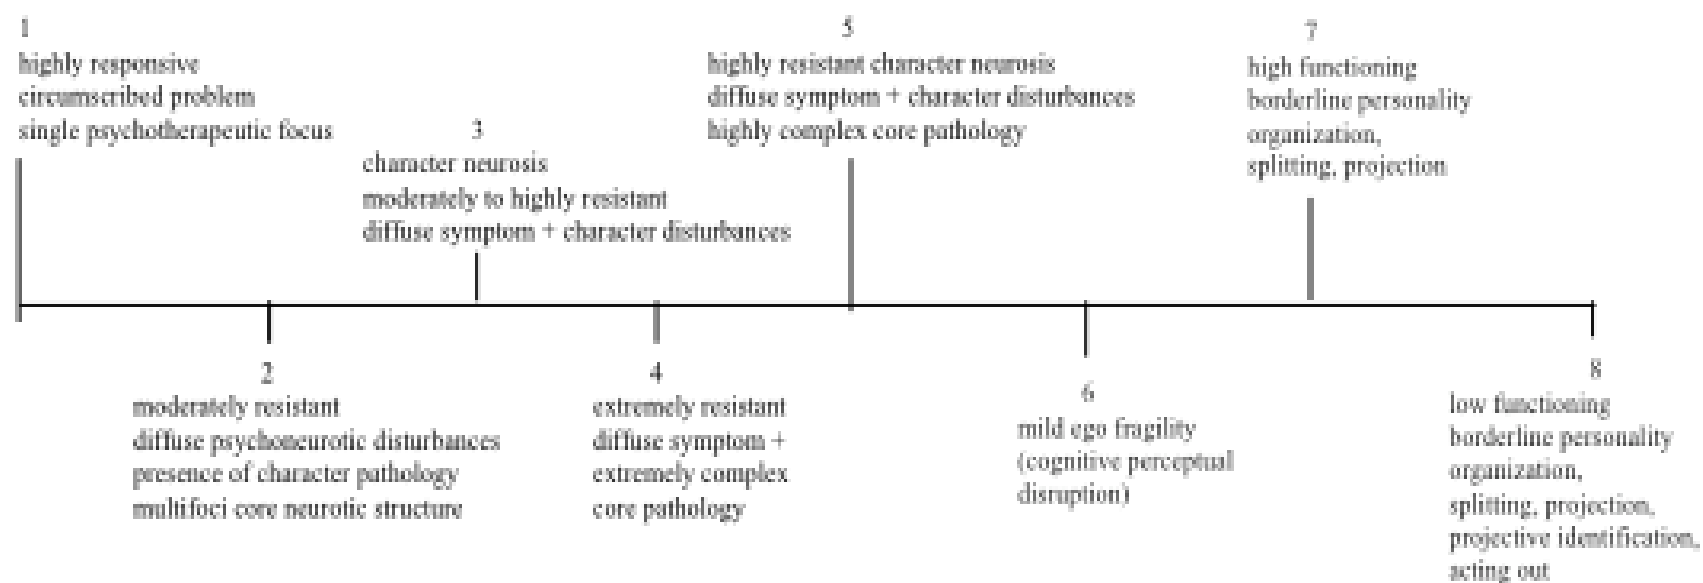 1
highly responsive
circumscribed problem
single psychotherapeutic focus
2
moderately resistant
diffuse psychoneurotic disturbances
presence of character pathology
multifoci core neurotic structure
3
character neurosis
moderately to highly resistant
diffuse symptom + character disturbances
4
extremely resistant
diffuse symptom +
extremely complex
core pathology
5
highly resistant character neurosis
diffuse symptom + character disturbances
highly complex core pathology
6
mild ego fragility
(cognitive perceptual
disruption)
7
high functioning
borderline personality
organization,
splitting, projection
8
low functioning
borderline personality
organization,
splitting, projection,
projective identification,
acting out